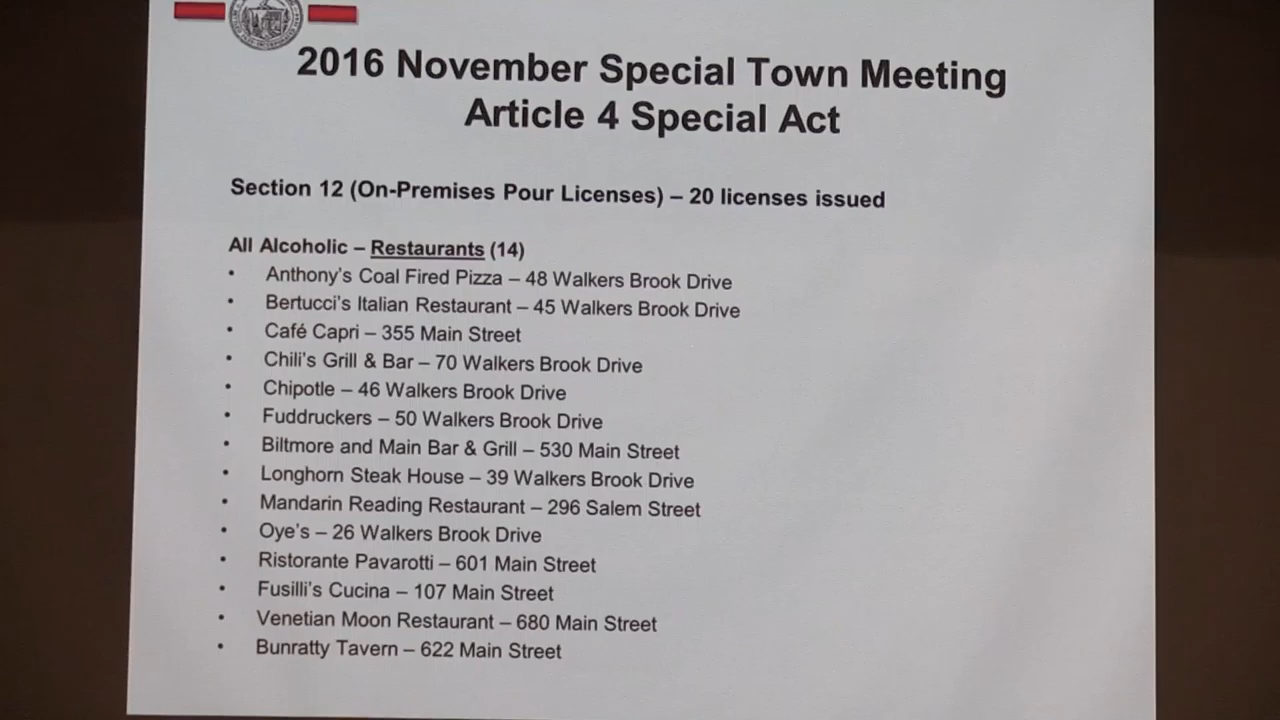 2016 November Special Town Meeting
Article 4 Special Act
Section 12 (On-Premises Pour Licenses) – 20 licenses issued
All Alcoholic – Restaurants (14)
• Anthony's Coal Fired Pizza – 48 Walkers Brook Drive
• Bertucci's Italian Restaurant – 45 Walkers Brook Drive
• Café Capri – 355 Main Street
• Chili's Grill & Bar – 70 Walkers Brook Drive
• Chipotle – 46 Walkers Brook Drive
• Fuddruckers – 50 Walkers Brook Drive
• Biltmore and Main Bar & Grill – 530 Main Street
• Longhorn Steak House – 39 Walkers Brook Drive
• Mandarin Reading Restaurant – 296 Salem Street
• Oye's – 26 Walkers Brook Drive
• Ristorante Pavarotti – 601 Main Street
• Fusilli's Cucina – 107 Main Street
• Venetian Moon Restaurant – 680 Main Street
• Bunratty Tavern – 622 Main Street